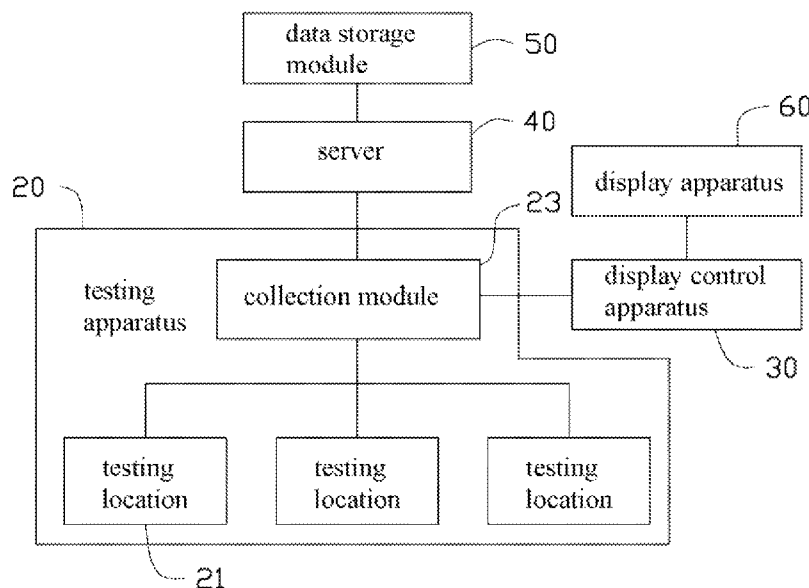 data storage
module
50
server
40
60
display apparatus
20
23
testing
apparatus
collection module
display control
apparatus
30
testing
location
testing
location
testing
location
21